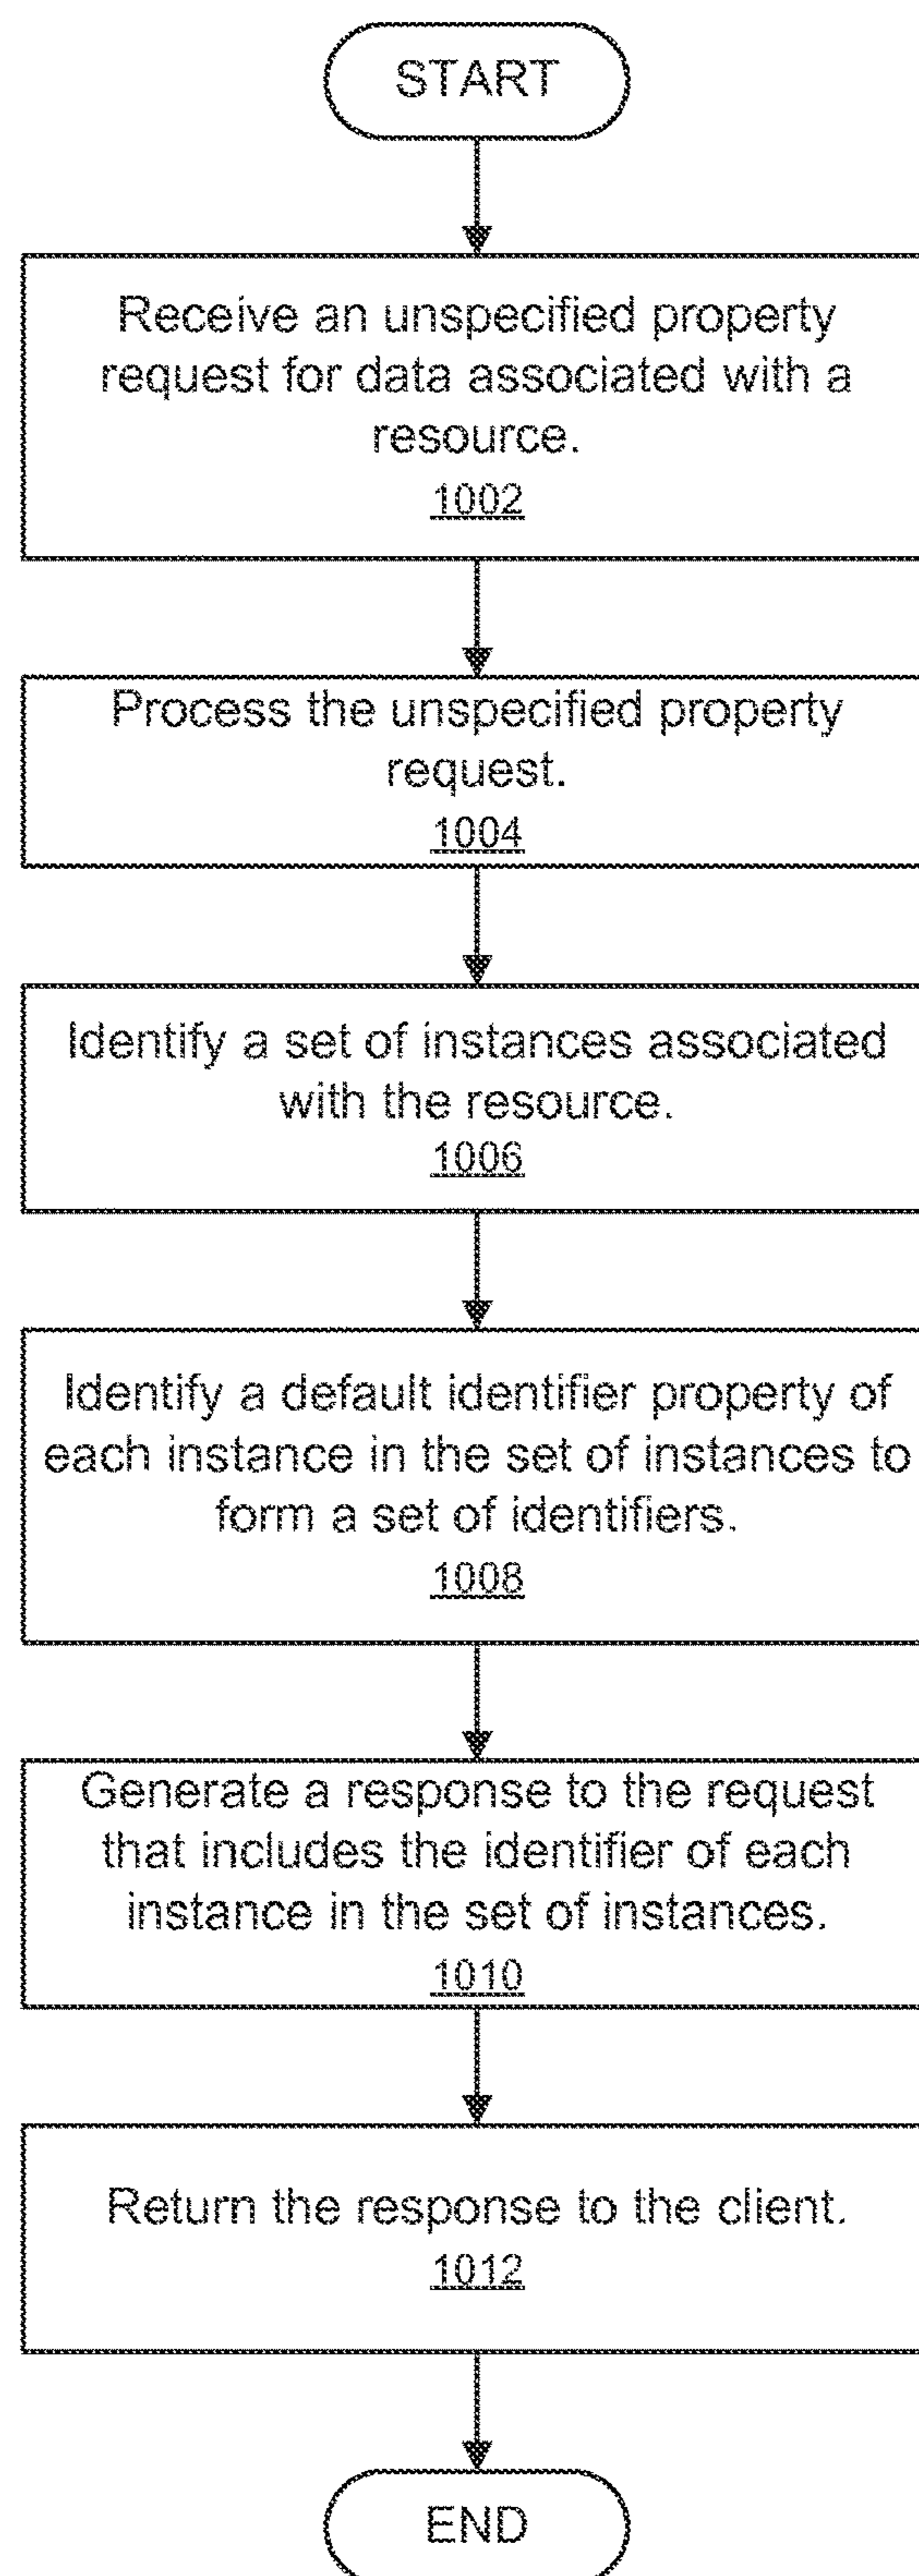 START
Receive an unspecified property
request for data associated with a
resource.
1002
Process the unspecified property
request.
1004
Identify a set of instances associated
with the resource.
1006
Identify a default identifier property of
each instance in the set of instances to
form a set of identifiers.
1008
Generate a response to the request
that includes the identifier of each
instance in the set of instances.
1010
Return the response to the client.
1012
END